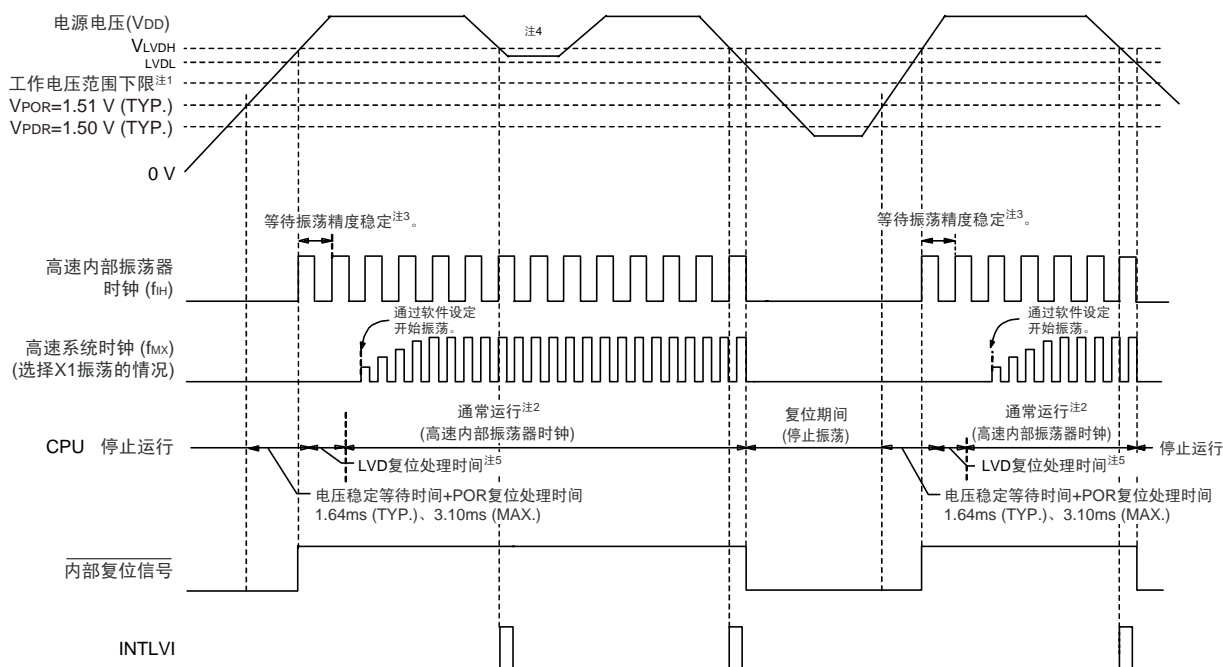 电源电压(VDD)
注4
VLVDH
LVDL
工作电压范围下限注1
VPOR=1.51 V (TYP.)
VPDR=1.50 V (TYP.)
0 V
等待振荡精度稳定注3。
等待振荡精度稳定注3。
高速内部振荡器
时钟 (fIH)
通过软件设定
开始振荡。
通过软件设定
开始振荡。
高速系统时钟 (fMX)
(选择X1振荡的情况)
CPU 停止运行
通常运行注2
(高速内部振荡器时钟)
复位期间
(停止振荡)
通常运行注2
(高速内部振荡器时钟)
停止运行
LVD复位处理时间注5
LVD复位处理时间注5
电压稳定等待时间+POR复位处理时间
1.64ms (TYP.)、3.10ms (MAX.)
电压稳定等待时间+POR复位处理时间
1.64ms (TYP.)、3.10ms (MAX.)
内部复位信号
INTLVI